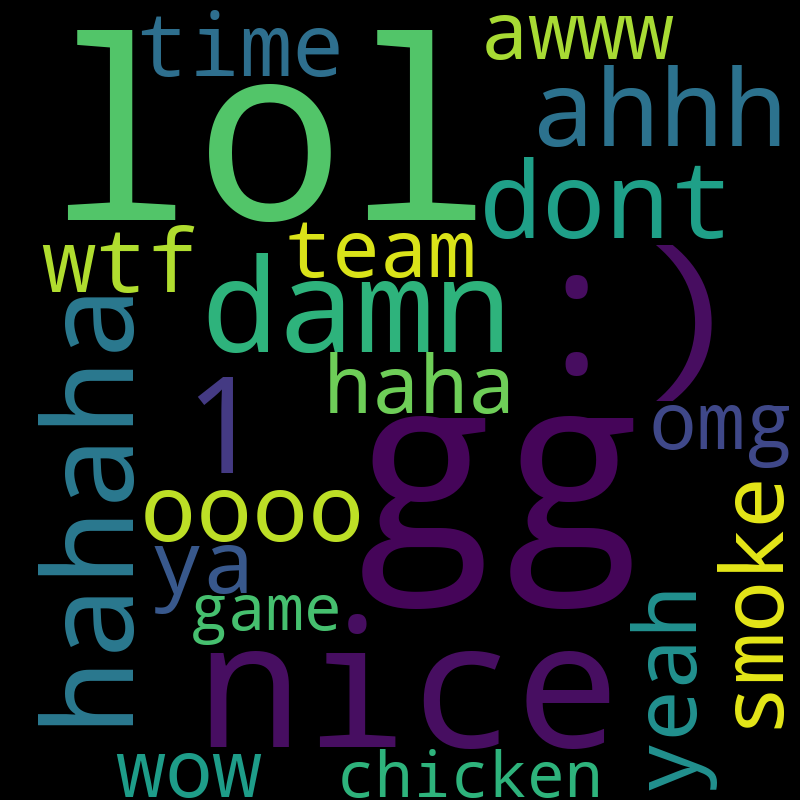 time
awww
lol
ahhh
dont
wtf
team
damn
:)
hahaha
haha
1
gg
omg
oooo
ya
smoke
game
yeah
nice
wow
chicken